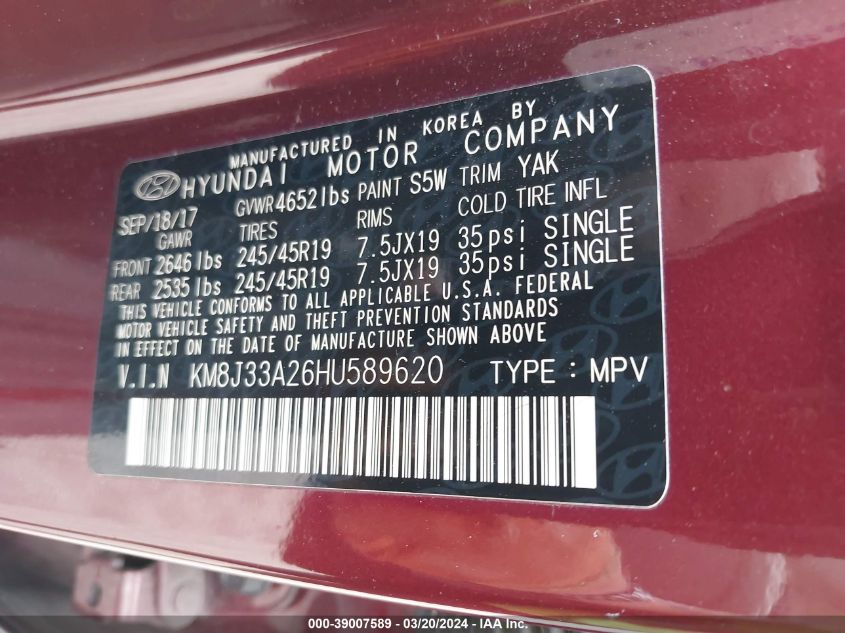 MANUFACTURED IN KOREA BY
HYUNDAI MOTOR COMPANY
SEP/18/17 GVWR 4652lbs PAINT S5W TRIM YAK
GAWR TIRES RIMS COLD TIRE INFL
FRONT 2646 lbs 245/45R19 7.5JX19 35psi SINGLE
REAR 2535 lbs 245/45R19 7.5JX19 35psi SINGLE
THIS VEHICLE CONFORMS TO ALL APPLICABLE U.S.A. FEDERAL
MOTOR VEHICLE SAFETY AND THEFT PREVENTION STANDARDS
IN EFFECT ON THE DATE OF MANUFACTURE SHOWN ABOVE
V.I.N KM8J33A26HU589620 TYPE : MPV
000-39007589 - 03/20/2024 - IAA Inc.